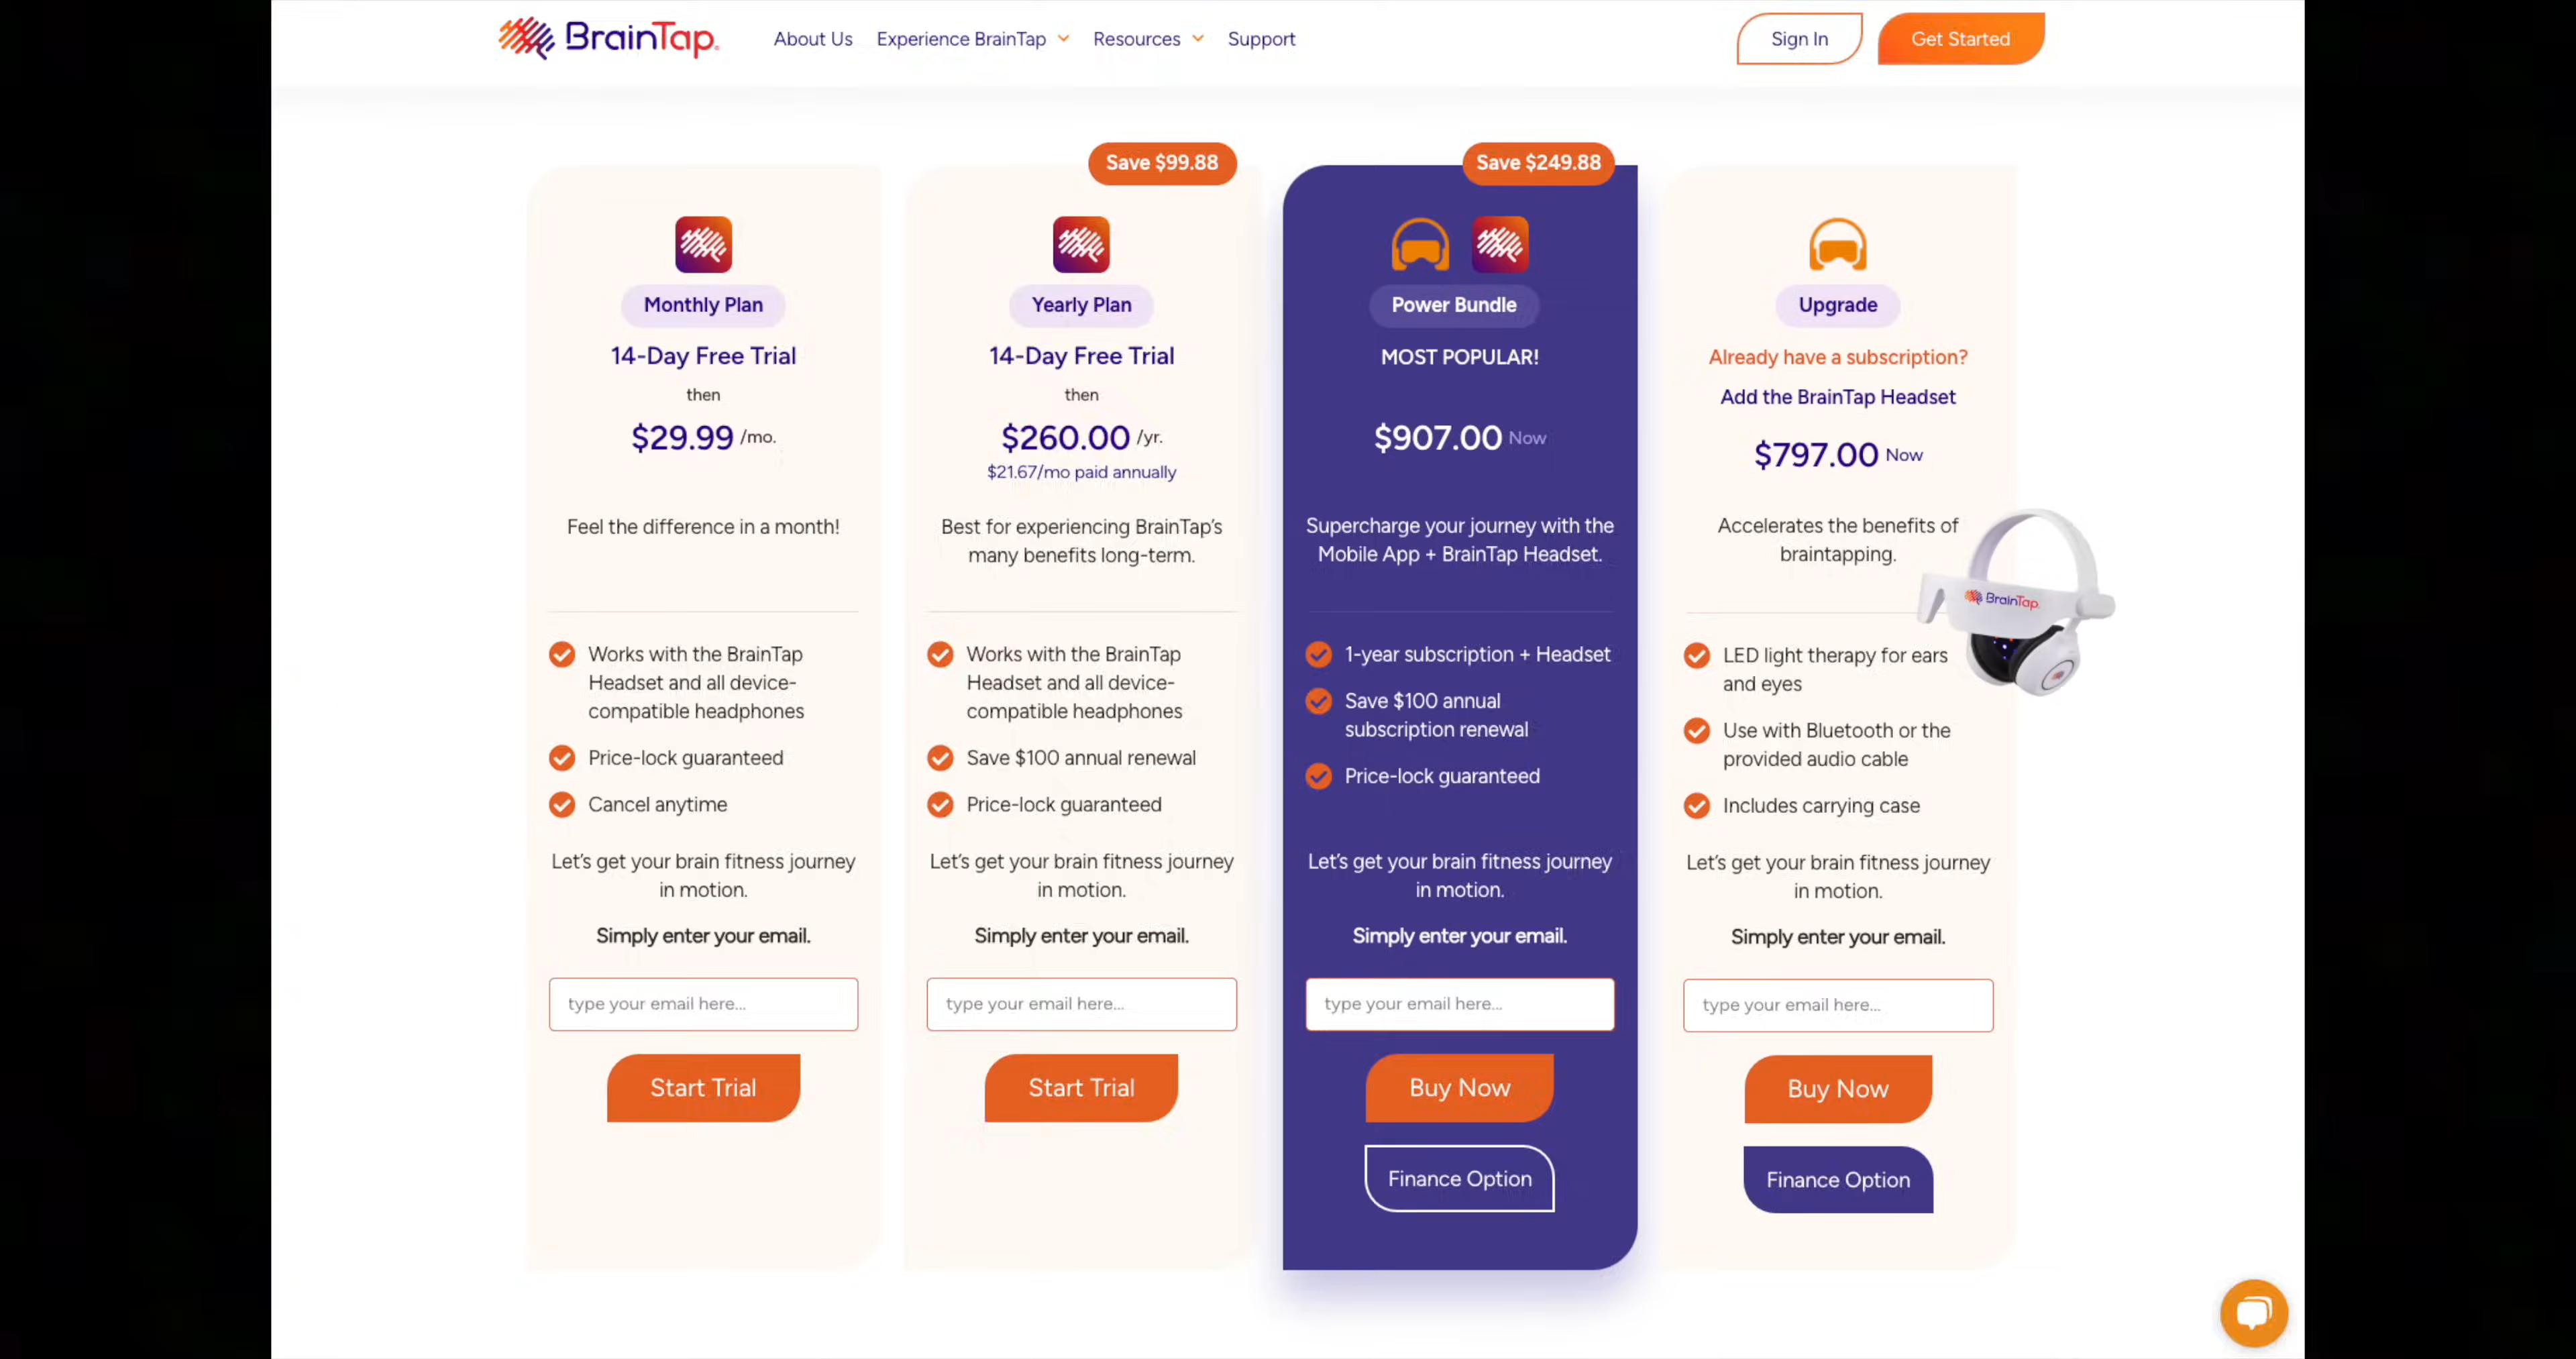 BrainTap
About Us
Experience BrainTap
Resources
Support
Sign In
Get Started
Monthly Plan
14-Day Free Trial
then
$29.99 /mo.
Feel the difference in a month!
Works with the BrainTap
Headset and all device-
compatible headphones
Price-lock guaranteed
Cancel anytime
Let's get your brain fitness journey
in motion.
Simply enter your email.
type your email here...
Start Trial
Save $99.88
Yearly Plan
14-Day Free Trial
then
$260.00 /yr.
$21.67/mo paid annually
Best for experiencing BrainTap's
many benefits long-term.
Works with the BrainTap
Headset and all device-
compatible headphones
Save $100 annual renewal
Price-lock guaranteed
Let's get your brain fitness journey
in motion.
Simply enter your email.
type your email here...
Start Trial
Save $249.88
Power Bundle
MOST POPULAR!
$907.00 Now
Supercharge your journey with the
Mobile App + BrainTap Headset.
1-year subscription + Headset
Save $100 annual
subscription renewal
Price-lock guaranteed
Let's get your brain fitness journey
in motion.
Simply enter your email.
type your email here...
Buy Now
Finance Option
Upgrade
Already have a subscription?
Add the BrainTap Headset
$797.00 Now
Accelerates the benefits of
braintapping.
BrainTap
LED light therapy for ears
and eyes
Use with Bluetooth or the
provided audio cable
Includes carrying case
Let's get your brain fitness journey
in motion.
Simply enter your email.
type your email here...
Buy Now
Finance Option